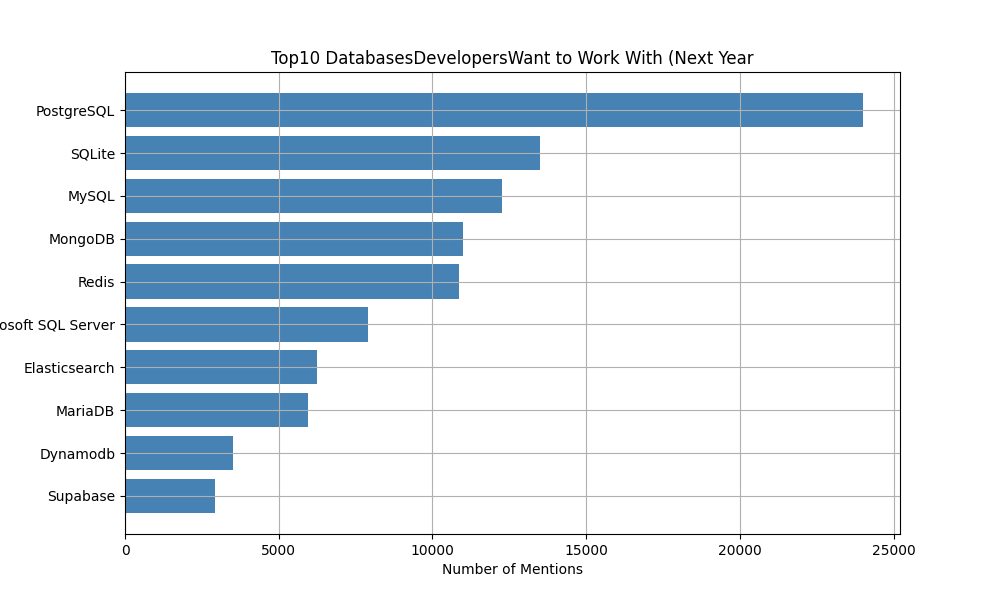 Top10 DatabasesDevelopersWant to Work With (Next Year
PostgreSQL
SQLite
MySQL
MongoDB
Redis
osoft SQL Server
Elasticsearch
MariaDB
Dynamodb
Supabase
0 5000 10000 15000 20000 25000
Number of Mentions